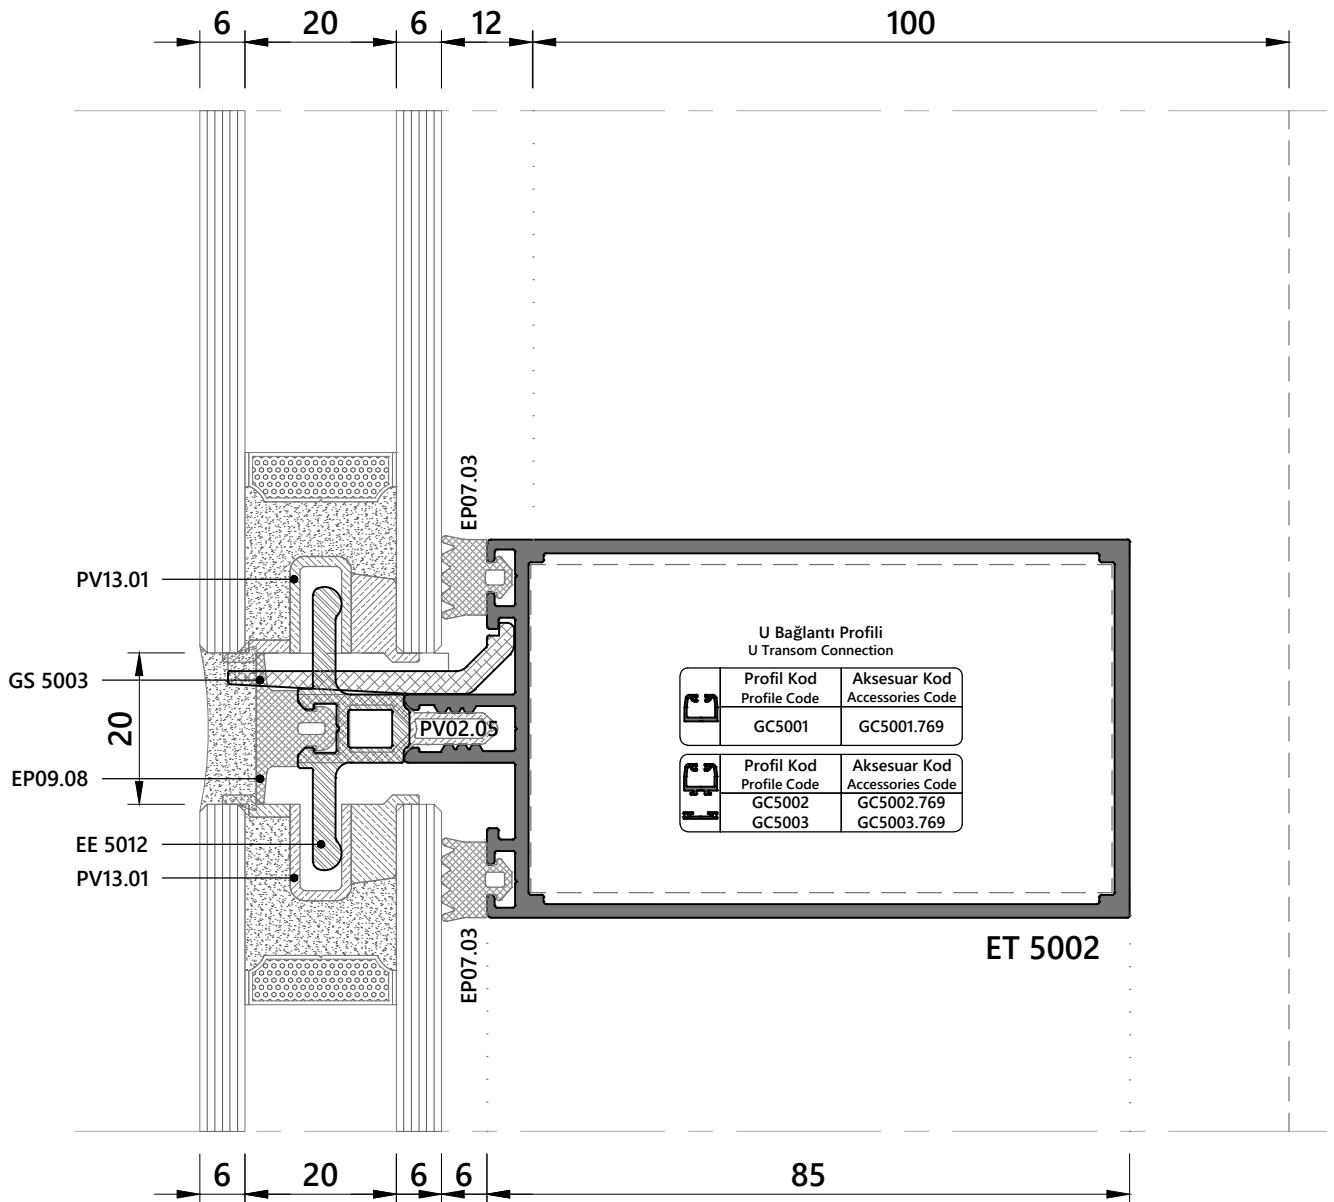 6 20 6 12 100
EP07.03
PV13.01
GS 5003
20
EP09.08
EE 5012
PV13.01
PV02.05
U Bağlantı Profili
U Transom Connection
Profil Kod Aksesuar Kod
Profile Code Accessories Code
GC5001 GC5001.769
Profil Kod Aksesuar Kod
Profile Code Accessories Code
GC5002 GC5002.769
GC5003 GC5003.769
ET 5002
EP07.03
6 20 6 6 85